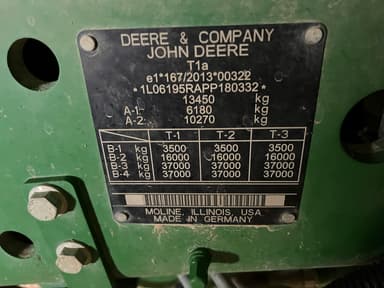 DEERE & COMPANY
JOHN DEERE
T1a
e1*167/2013*00322
*1L06195RAPP180332*
13450 kg
A-1 6180 kg
A-2 10270 kg
T-1 T-2 T-3
B-1 kg 3500 3500 3500
B-2 kg 16000 16000 16000
B-3 kg 37000 37000 37000
B-4 kg 37000 37000 37000
MOLINE, ILLINOIS, USA
MADE IN GERMANY